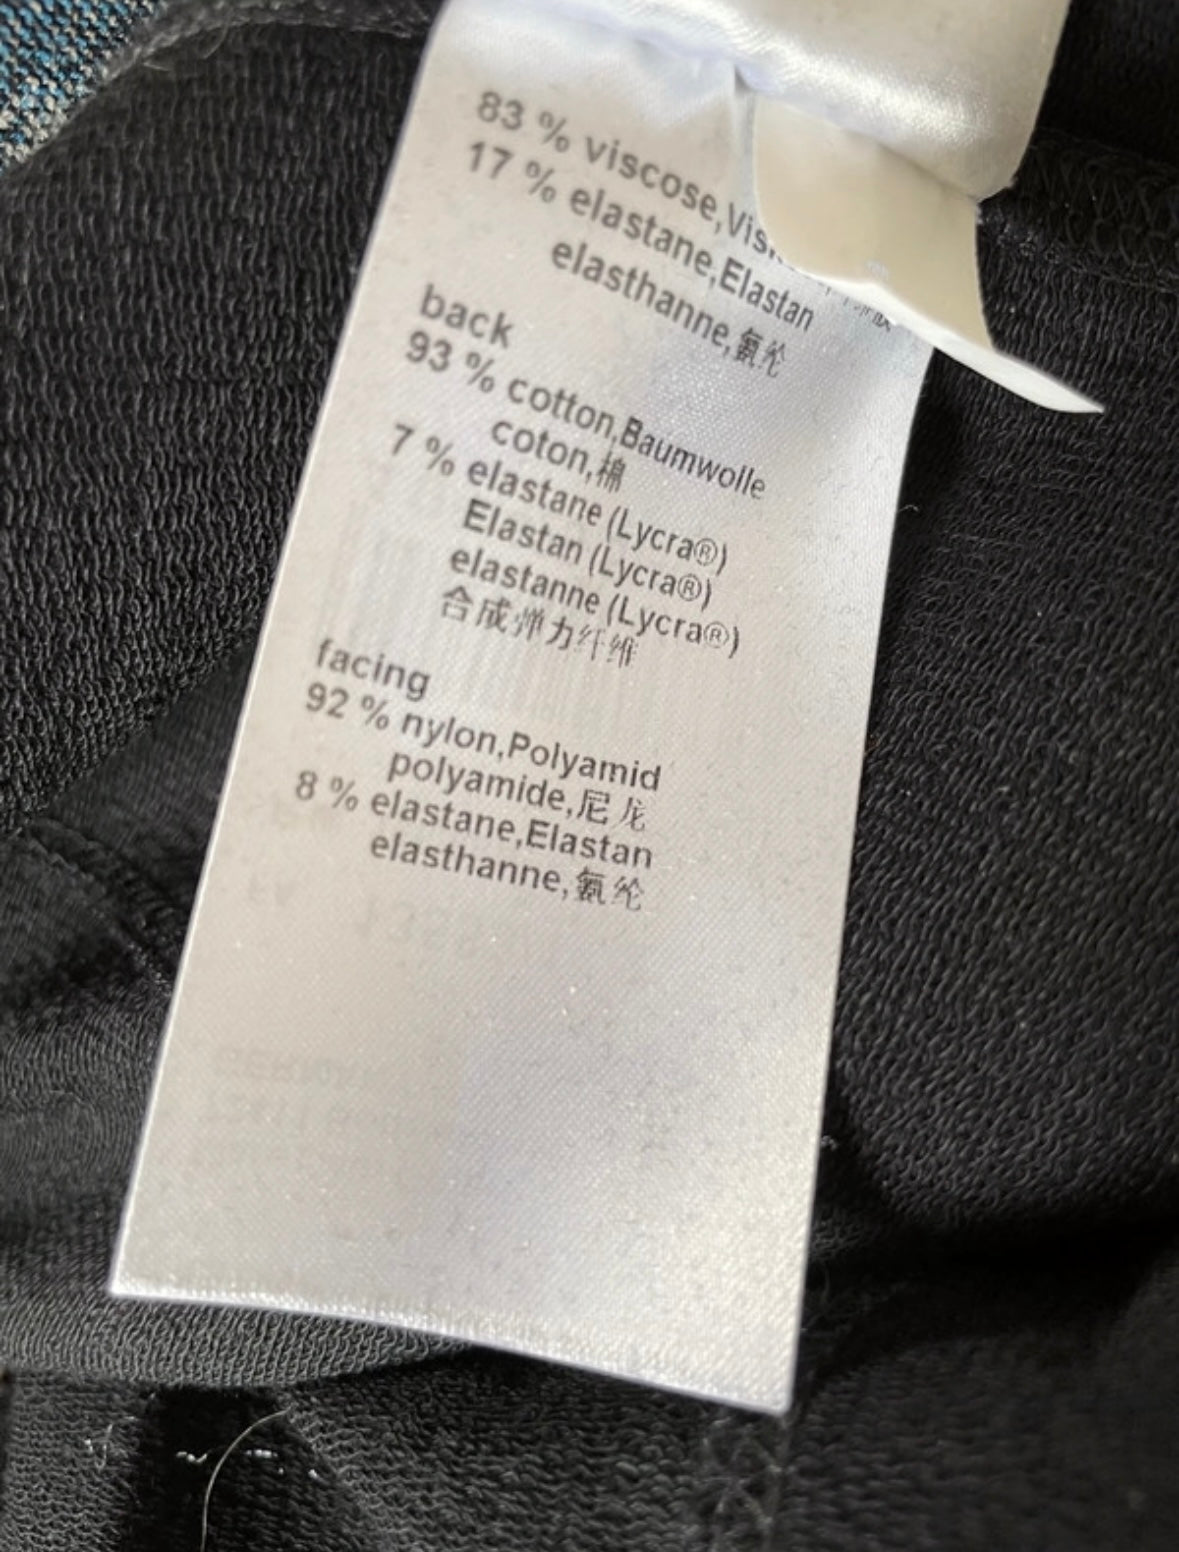 83 % viscose,Vis
17 % elastane,Elastan
elasthanne,氨纶
back
93 % cotton,Baumwolle
coton,棉
7 % elastane (Lycra®)
Elastan (Lycra®)
elastanne (Lycra®)
合成弹力纤维
facing
92 % nylon,Polyamid
polyamide,尼龙
8 % elastane,Elastan
elasthanne,氨纶